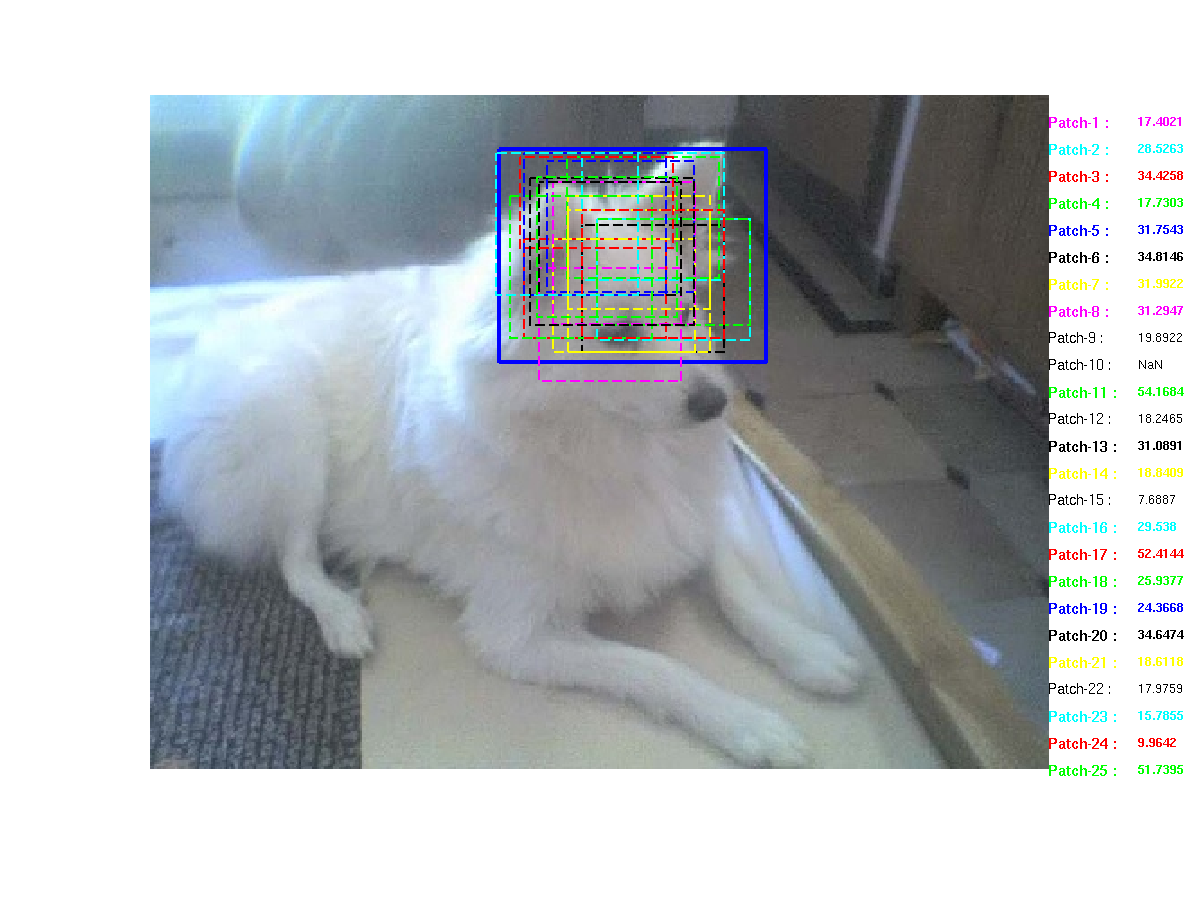 Patch-1 : 17.4021
Patch-2 : 28.5263
Patch-3 : 34.4258
Patch-4 : 17.7303
Patch-5 : 31.7543
Patch-6 : 34.8146
Patch-7 : 31.9922
Patch-8 : 31.2947
Patch-9 : 19.8922
Patch-10 : NaN
Patch-11 : 54.1684
Patch-12 : 18.2465
Patch-13 : 31.0891
Patch-14 :
Patch-15 : 7.6887
Patch-16 : 29.538
Patch-17 : 52.4144
Patch-18 : 25.9377
Patch-19 : 24.3668
Patch-20 : 34.6474
Patch-21 : 18.6118
Patch-22 : 17.9759
Patch-23 : 15.7855
Patch-24 : 9.9642
Patch-25 : 51.7395